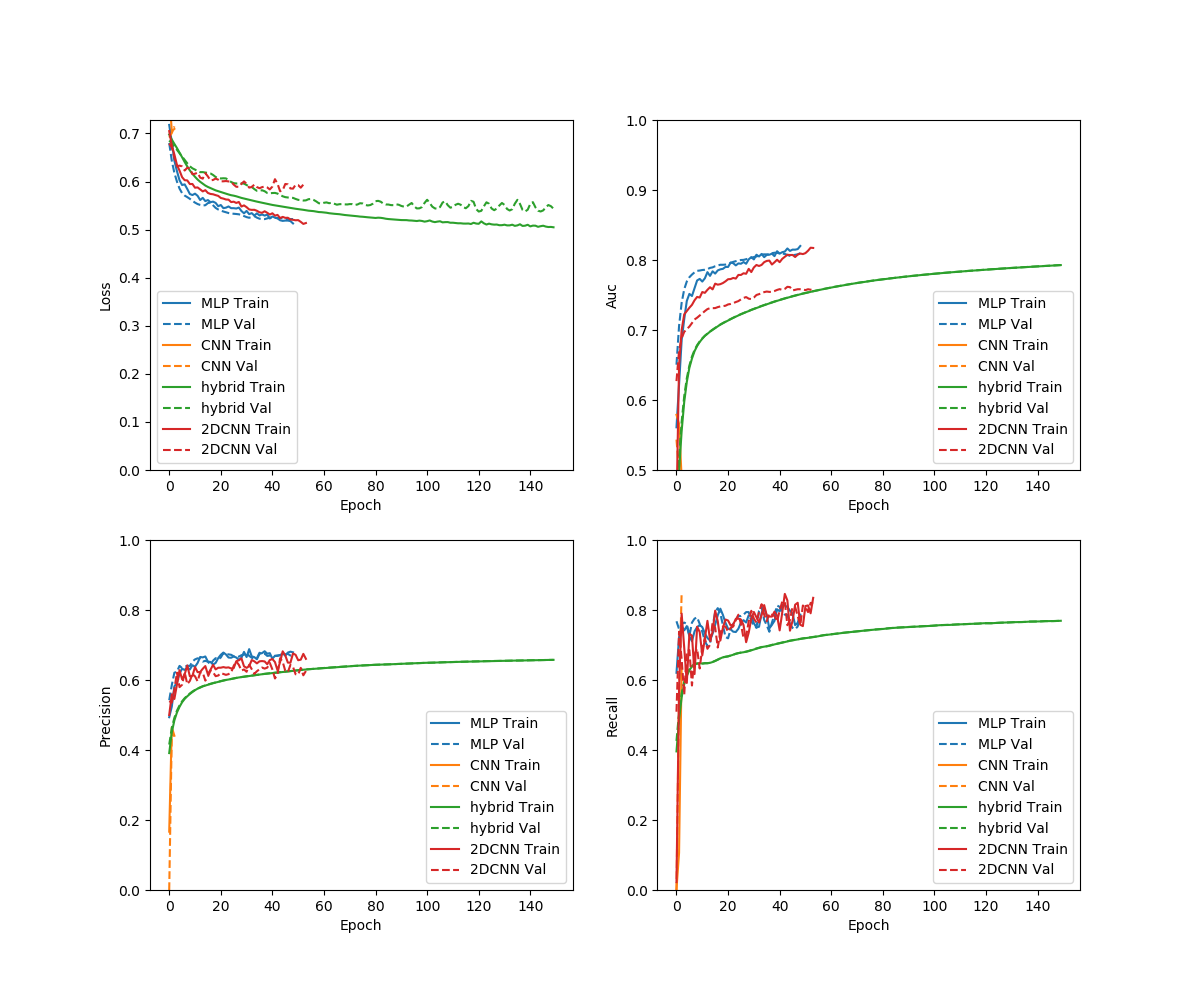 0.7
0.6
0.5
0.4
0.3
0.2
0.1
0.0
Loss
MLP Train
MLP Val
CNN Train
CNN Val
hybrid Train
hybrid Val
2DCNN Train
2DCNN Val
0 20 40 60 80 100 120 140
Epoch
1.0
0.9
0.8
0.7
0.6
0.5
Auc
MLP Train
MLP Val
CNN Train
CNN Val
hybrid Train
hybrid Val
2DCNN Train
2DCNN Val
0 20 40 60 80 100 120 140
Epoch
1.0
0.8
0.6
0.4
0.2
0.0
Precision
MLP Train
MLP Val
CNN Train
CNN Val
hybrid Train
hybrid Val
2DCNN Train
2DCNN Val
0 20 40 60 80 100 120 140
Epoch
1.0
0.8
0.6
0.4
0.2
0.0
Recall
MLP Train
MLP Val
CNN Train
CNN Val
hybrid Train
hybrid Val
2DCNN Train
2DCNN Val
0 20 40 60 80 100 120 140
Epoch